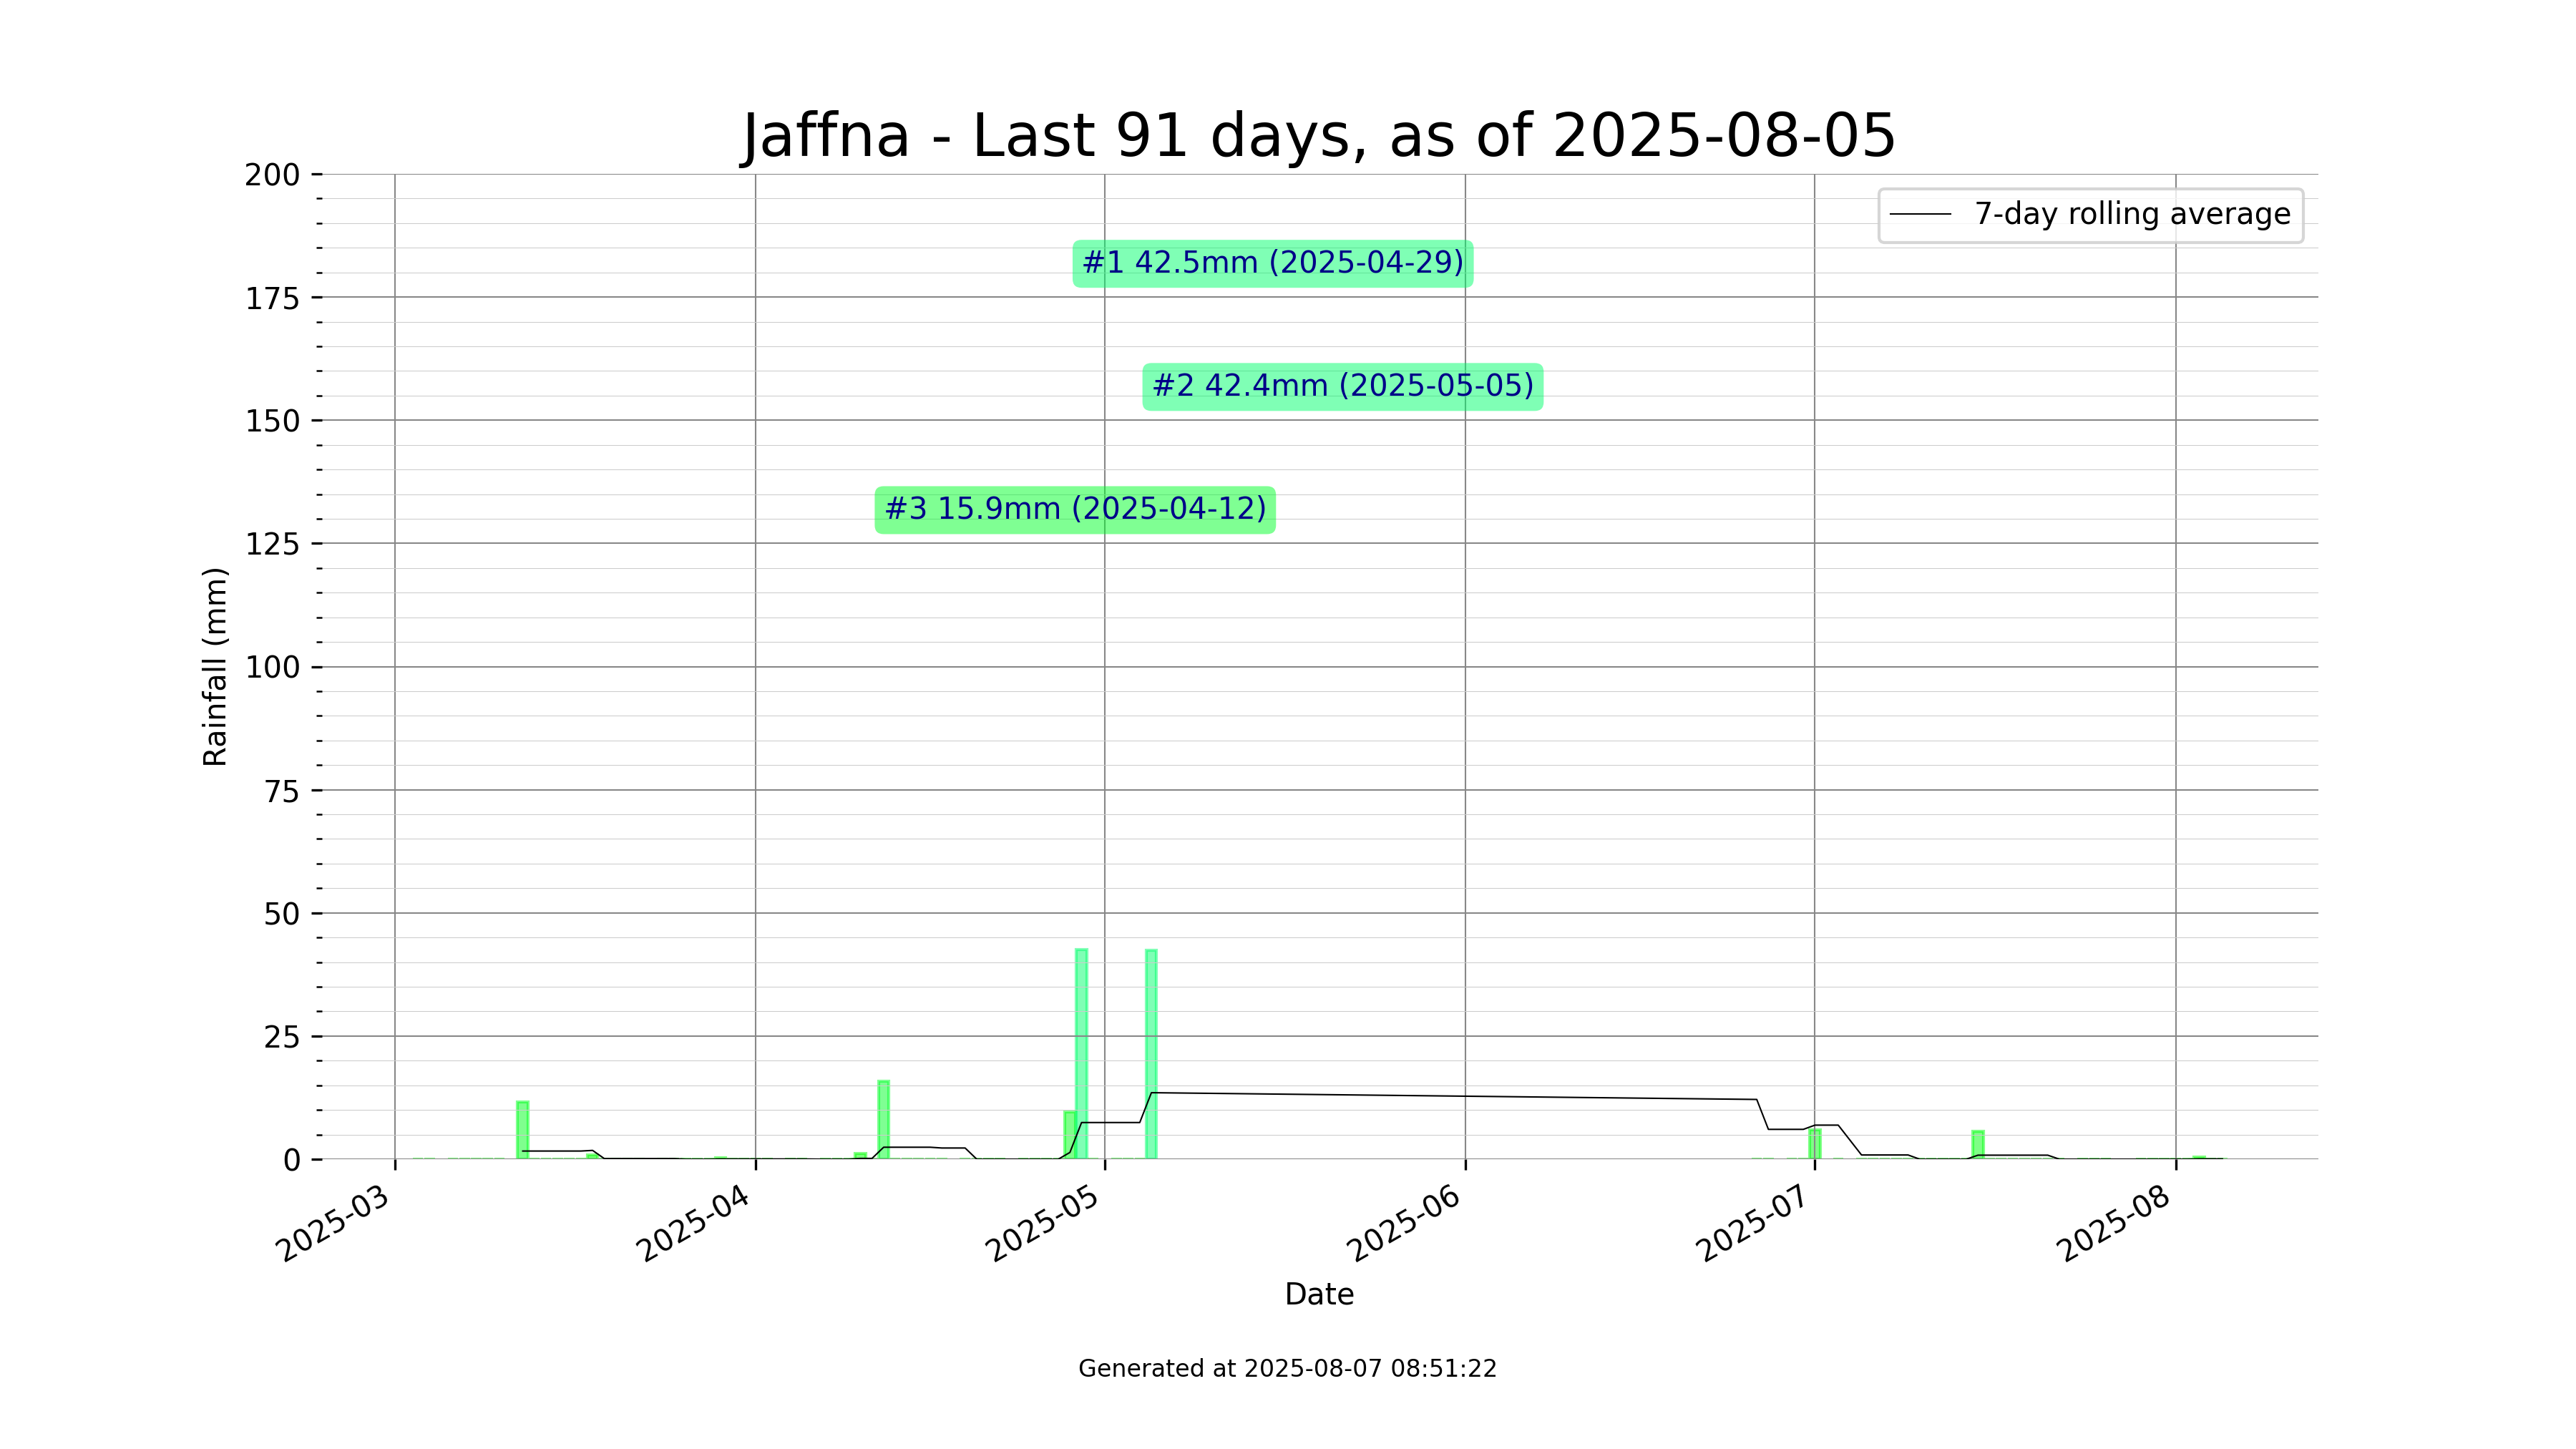 Jaffna - Last 91 days, as of 2025-08-05
200
175
150
125
100
75
50
25
0
Rainfall (mm)
7-day rolling average
#1 42.5mm (2025-04-29)
#2 42.4mm (2025-05-05)
#3 15.9mm (2025-04-12)
2025-03
2025-04
2025-05
2025-06
2025-07
2025-08
Date
Generated at 2025-08-07 08:51:22